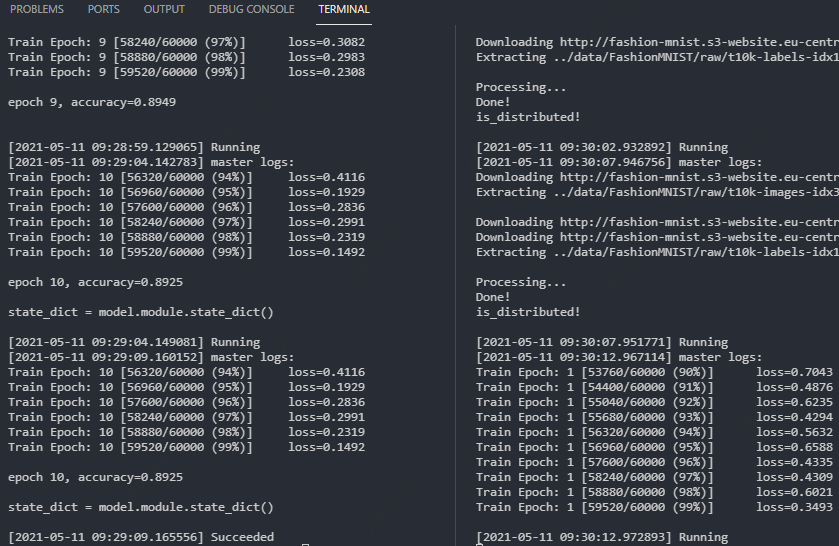 PROBLEMS PORTS OUTPUT DEBUG CONSOLE TERMINAL
Train Epoch: 9 [58240/60000 (97%)] loss=0.3082
Train Epoch: 9 [58880/60000 (98%)] loss=0.2983
Train Epoch: 9 [59520/60000 (99%)] loss=0.2308
epoch 9, accuracy=0.8949
[2021-05-11 09:28:59.129065] Running
[2021-05-11 09:29:04.142783] master logs:
Train Epoch: 10 [56320/60000 (94%)] loss=0.4116
Train Epoch: 10 [56960/60000 (95%)] loss=0.1929
Train Epoch: 10 [57600/60000 (96%)] loss=0.2836
Train Epoch: 10 [58240/60000 (97%)] loss=0.2991
Train Epoch: 10 [58880/60000 (98%)] loss=0.2319
Train Epoch: 10 [59520/60000 (99%)] loss=0.1492
epoch 10, accuracy=0.8925
state_dict = model.module.state_dict()
[2021-05-11 09:29:04.149081] Running
[2021-05-11 09:29:09.160152] master logs:
Train Epoch: 10 [56320/60000 (94%)] loss=0.4116
Train Epoch: 10 [56960/60000 (95%)] loss=0.1929
Train Epoch: 10 [57600/60000 (96%)] loss=0.2836
Train Epoch: 10 [58240/60000 (97%)] loss=0.2991
Train Epoch: 10 [58880/60000 (98%)] loss=0.2319
Train Epoch: 10 [59520/60000 (99%)] loss=0.1492
epoch 10, accuracy=0.8925
state_dict = model.module.state_dict()
[2021-05-11 09:29:09.165556] Succeeded
Downloading http://fashion-mnist.s3-website.eu-centr
Extracting ../data/FashionMNIST/raw/t10k-labels-idx1
Processing...
Done!
is_distributed!
[2021-05-11 09:30:02.932892] Running
[2021-05-11 09:30:07.946756] master logs:
Downloading http://fashion-mnist.s3-website.eu-centr
Extracting ../data/FashionMNIST/raw/t10k-images-idx3
Downloading http://fashion-mnist.s3-website.eu-centr
Downloading http://fashion-mnist.s3-website.eu-centr
Extracting ../data/FashionMNIST/raw/t10k-labels-idx1
Processing...
Done!
is_distributed!
[2021-05-11 09:30:07.951771] Running
[2021-05-11 09:30:12.967114] master logs:
Train Epoch: 1 [53760/60000 (90%)] loss=0.7043
Train Epoch: 1 [54400/60000 (91%)] loss=0.4876
Train Epoch: 1 [55040/60000 (92%)] loss=0.6235
Train Epoch: 1 [55680/60000 (93%)] loss=0.4294
Train Epoch: 1 [56320/60000 (94%)] loss=0.5632
Train Epoch: 1 [56960/60000 (95%)] loss=0.6588
Train Epoch: 1 [57600/60000 (96%)] loss=0.4335
Train Epoch: 1 [58240/60000 (97%)] loss=0.4309
Train Epoch: 1 [58880/60000 (98%)] loss=0.6021
Train Epoch: 1 [59520/60000 (99%)] loss=0.3493
[2021-05-11 09:30:12.972893] Running